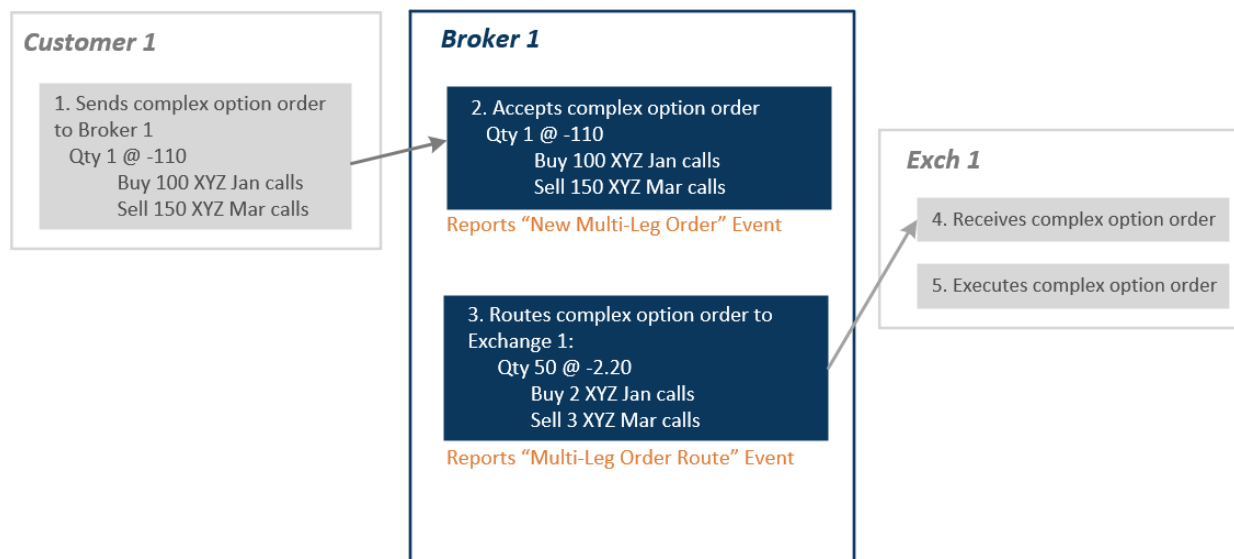 Customer 1
1. Sends complex option order
to Broker 1
Qty 1 @ -110
Buy 100 XYZ Jan calls
Sell 150 XYZ Mar calls
Broker 1
2. Accepts complex option order
Qty 1 @ -110
Buy 100 XYZ Jan calls
Sell 150 XYZ Mar calls
Reports “New Multi-Leg Order” Event
3. Routes complex option order to
Exchange 1:
Qty 50 @ -2.20
Buy 2 XYZ Jan calls
Sell 3 XYZ Mar calls
Reports “Multi-Leg Order Route” Event
Exch 1
4. Receives complex option order
5. Executes complex option order